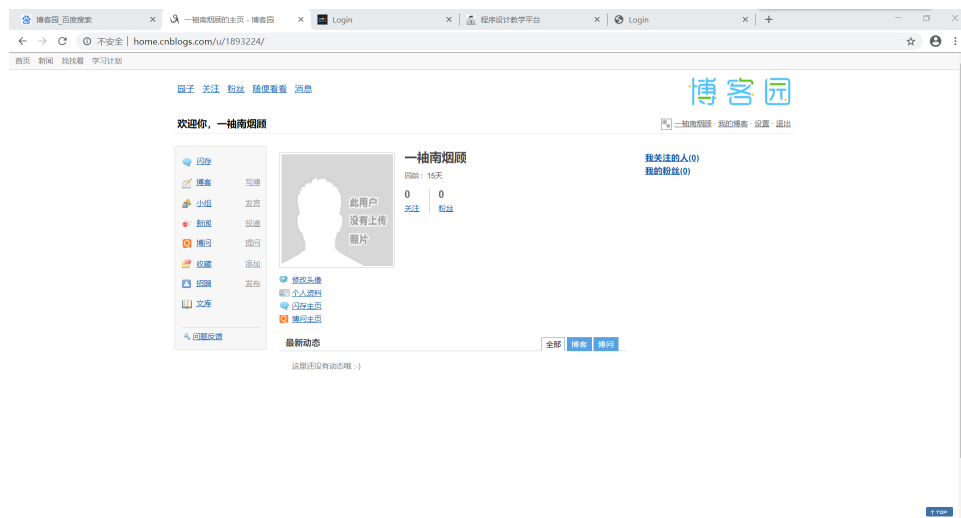 博客园_百度搜索 一袖南烟顾的主页 - 博客园 Login 程序设计教学平台 Login
不安全 home.cnblogs.com/u/1893224/
首页 新闻 找找看 学习计划
园子 关注 粉丝 随便看看 消息
博客园
欢迎你，一袖南烟顾
一袖南烟顾 · 我的博客 · 设置 · 退出
闪存
博客 写博
小组 发言
新闻 投递
博问 提问
收藏 添加
招聘 发布
文库
问题反馈
此用户
没有上传
照片
一袖南烟顾
园龄：15天
0 0
关注 粉丝
我关注的人(0)
我的粉丝(0)
修改头像
个人资料
闪存主页
博问主页
最新动态 全部 博客 博问
这里还没有动态哦 :-)
↑ TOP